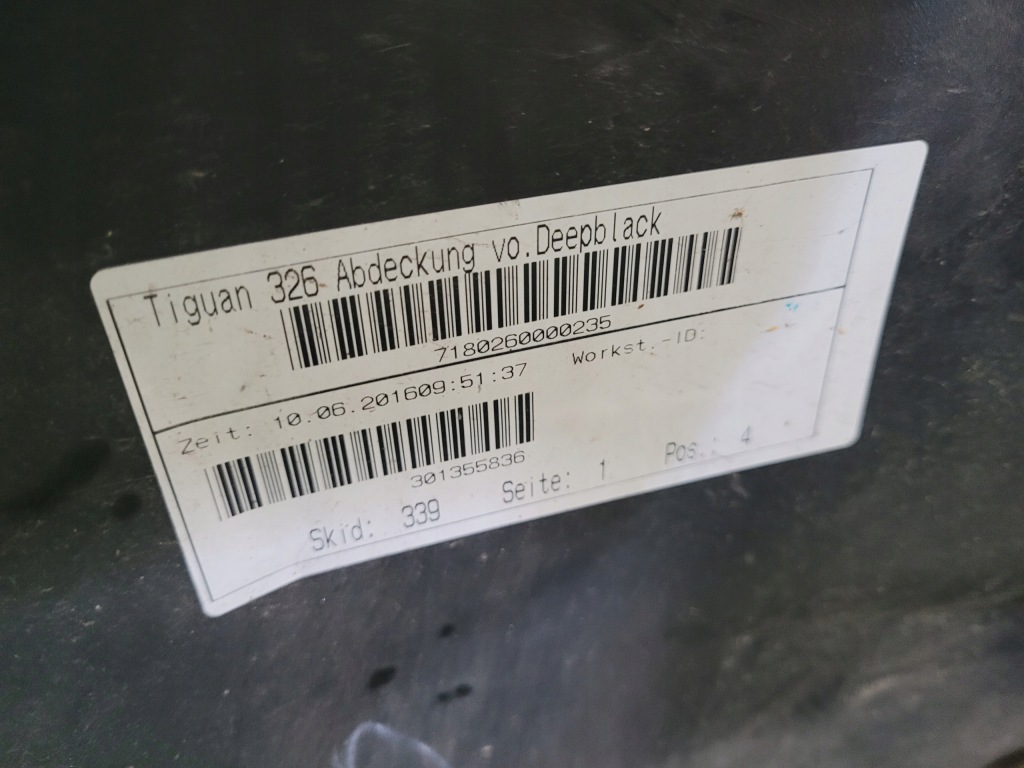 Tiguan 326 Abdeckung vo.Deepblack
7180260000235
Zeit: 10.06.201609:51:37 Workst.-ID:
301355836
Skid: 339 Seite: 1 Pos.: 4